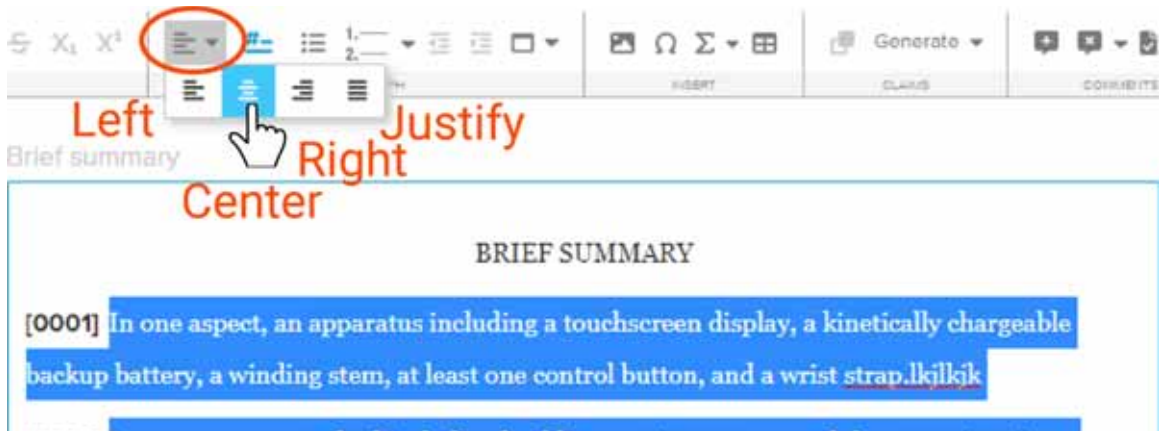 S X₁ X¹ #- 1. 2. Ω Σ Generate
INSERT CLAIMS COMMENTS
Left Justify
Brief summary Right
Center
BRIEF SUMMARY
[0001] In one aspect, an apparatus including a touchscreen display, a kinetically chargeable
backup battery, a winding stem, at least one control button, and a wrist strap.lkjlkjk